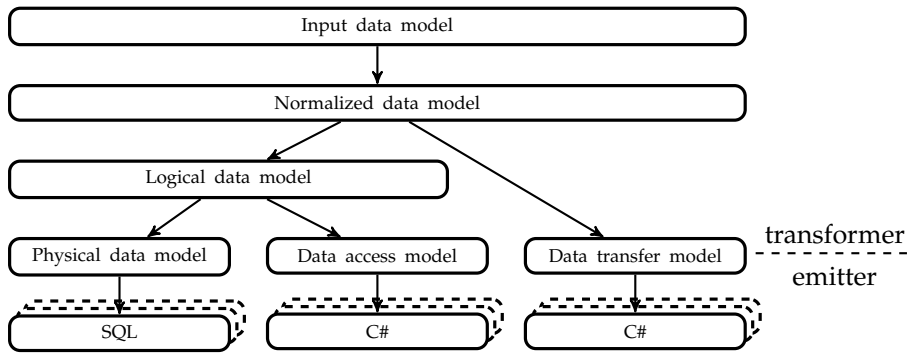 Input data model
Normalized data model
Logical data model
Physical data model
Data access model
Data transfer model
transformer
emitter
SQL
C#
C#